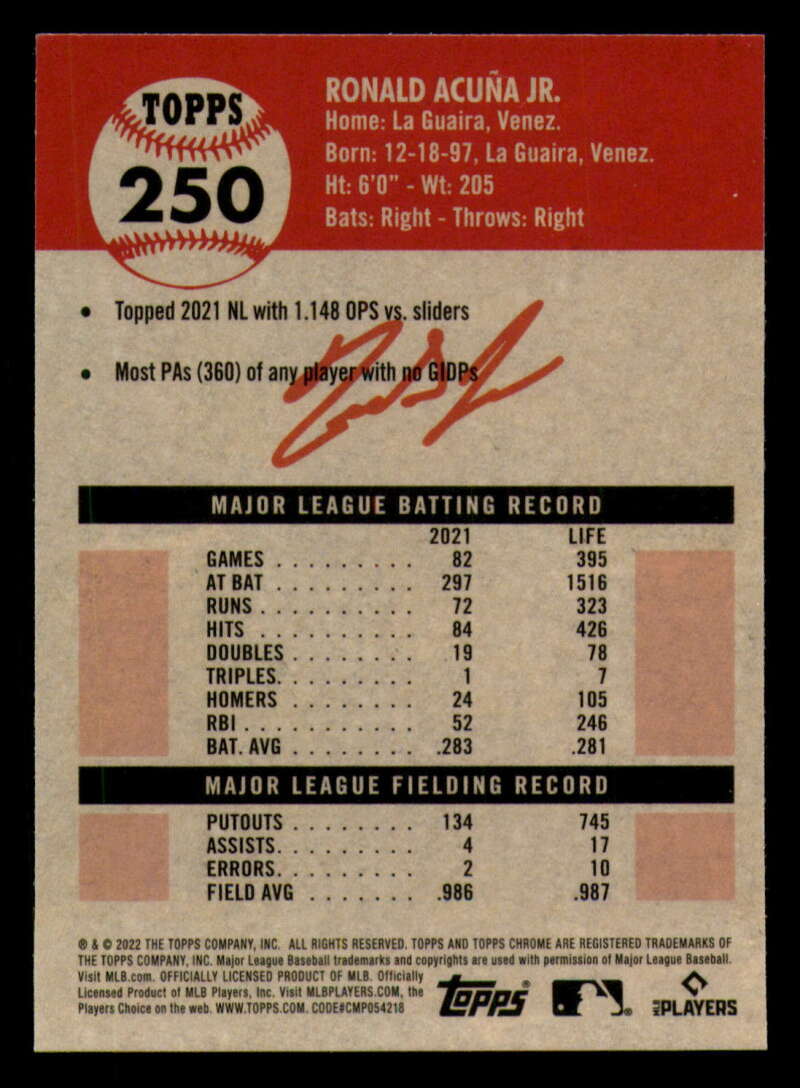 TOPPS
250
RONALD ACUÑA JR.
Home: La Guaira, Venez.
Born: 12-18-97, La Guaira, Venez.
Ht: 6'0" - Wt: 205
Bats: Right - Throws: Right
• Topped 2021 NL with 1.148 OPS vs. sliders
• Most PAs (360) of any player with no GIDPs
MAJOR LEAGUE BATTING RECORD
2021 LIFE
GAMES . . . . . . . . . 82 395
AT BAT . . . . . . . . . 297 1516
RUNS . . . . . . . . . . 72 323
HITS . . . . . . . . . . 84 426
DOUBLES . . . . . . . . 19 78
TRIPLES. . . . . . . . . 1 7
HOMERS . . . . . . . . 24 105
RBI . . . . . . . . . . . 52 246
BAT. AVG . . . . . . . . .283 .281
MAJOR LEAGUE FIELDING RECORD
PUTOUTS . . . . . . . . 134 745
ASSISTS. . . . . . . . . 4 17
ERRORS. . . . . . . . . 2 10
FIELD AVG . . . . . . . .986 .987
® & © 2022 THE TOPPS COMPANY, INC. ALL RIGHTS RESERVED. TOPPS AND TOPPS CHROME ARE REGISTERED TRADEMARKS OF
THE TOPPS COMPANY, INC. Major League Baseball trademarks and copyrights are used with permission of Major League Baseball.
Visit MLB.com. OFFICIALLY LICENSED PRODUCT OF MLB. Officially
Licensed Product of MLB Players, Inc. Visit MLBPLAYERS.COM, the
Players Choice on the web. WWW.TOPPS.COM. CODE#CMP054218
topps®
MLB PLAYERS